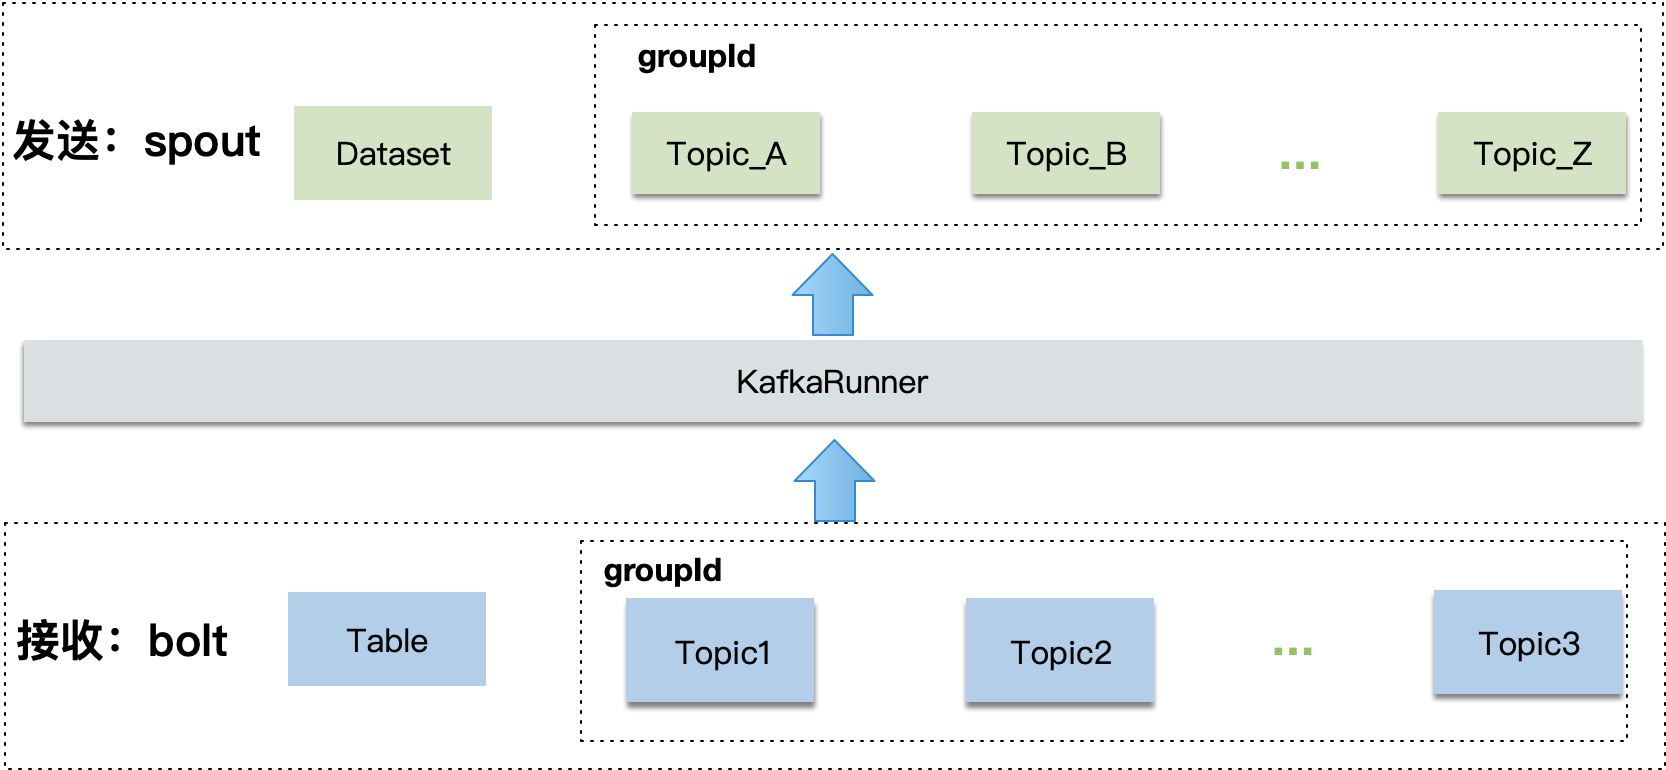 groupId
发送：spout
Dataset
Topic_A
Topic_B
...
Topic_Z
KafkaRunner
groupId
接收：bolt
Table
Topic1
Topic2
...
Topic3